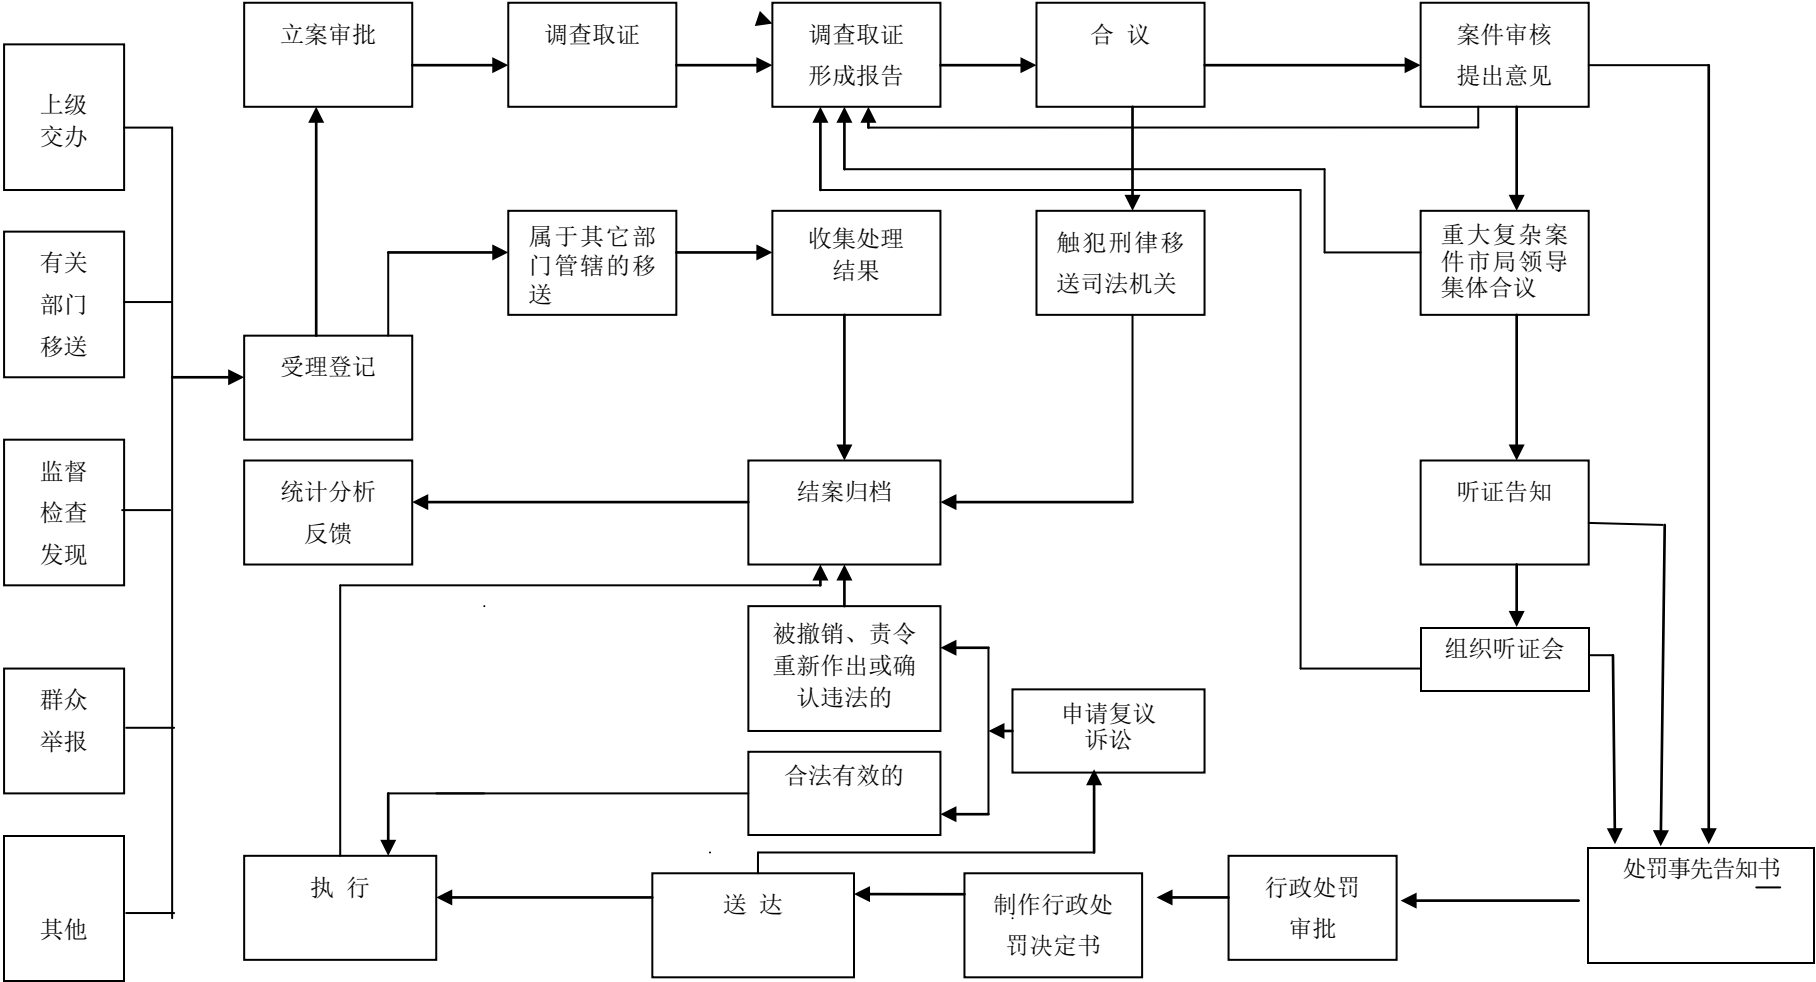 立案审批
调查取证
调查取证
形成报告
合 议
案件审核
提出意见
上级
交办
有关
部门
移送
属于其它部
门管辖的移
送
收集处理
结果
触犯刑律移
送司法机关
重大复杂案
件市局领导
集体合议
受理登记
监督
检查
发现
统计分析
反馈
结案归档
听证告知
被撤销、责令
重新作出或确
认违法的
组织听证会
群众
举报
申请复议
诉讼
合法有效的
其他
执 行
送 达
制作行政处
罚决定书
行政处罚
审批
处罚事先告知书